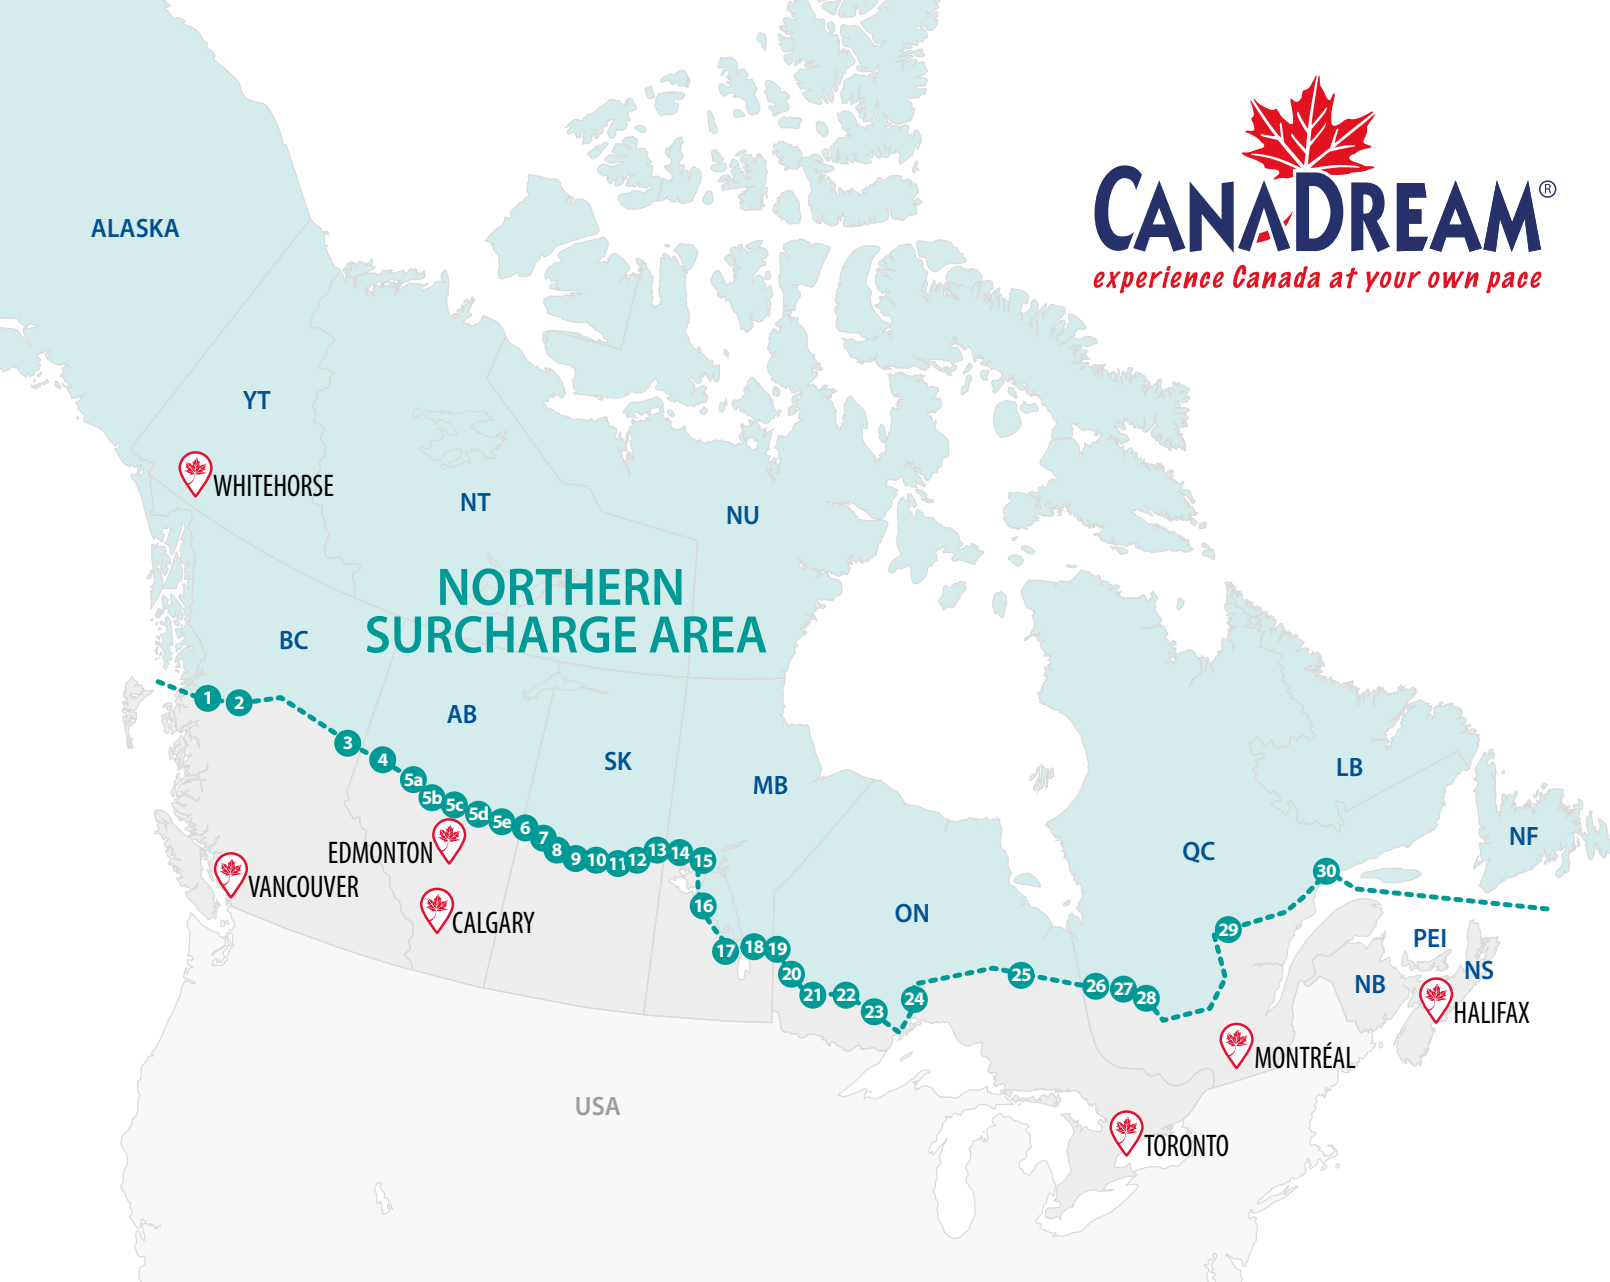 CANADREAM®
experience Canada at your own pace
ALASKA
YT
WHITEHORSE
NT
NU
NORTHERN
SURCHARGE AREA
BC
AB
SK
MB
LB
NF
QC
ON
PEI
NS
NB
1
2
3
4
5a
5b
5c
5d
5e
6
7
8
9
10
11
12
13
14
15
16
17
18
19
20
21
22
23
24
25
26
27
28
29
30
EDMONTON
VANCOUVER
CALGARY
HALIFAX
MONTRÉAL
TORONTO
USA